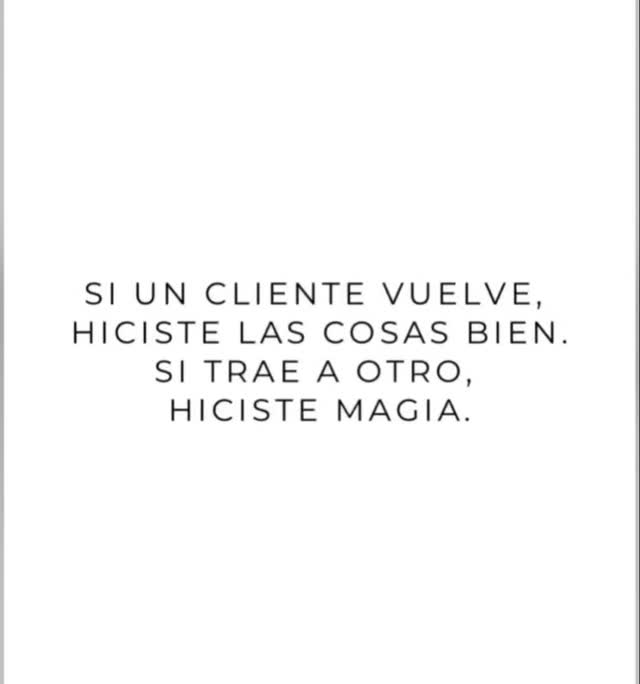 SI UN CLIENTE VUELVE,
HICISTE LAS COSAS BIEN.
SI TRAE A OTRO,
HICISTE MAGIA.